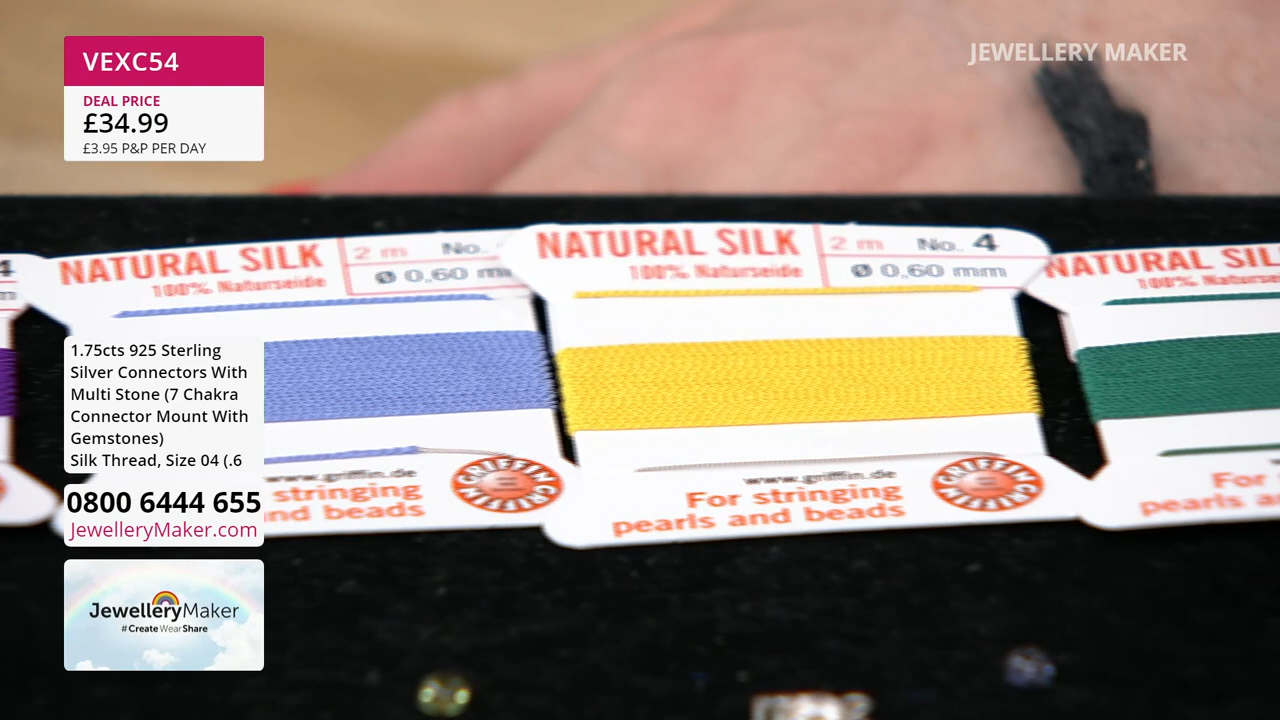 VEXC54
DEAL PRICE
£34.99
£3.95 P&P PER DAY
JEWELLERY MAKER
4
m
NATURAL SILK
100% Naturseide
2 m No.
Ø 0,60 mm
NATURAL SILK
100% Naturseide
2 m No. 4
Ø 0,60 mm
NATURAL SIL
100% Naturse
1.75cts 925 Sterling
Silver Connectors With
Multi Stone (7 Chakra
Connector Mount With
Gemstones)
Silk Thread, Size 04 (.6
0800 6444 655
JewelleryMaker.com
JewelleryMaker
#CreateWearShare
www.griffin.de
stringing
nd beads
GRIFFIN GRIFFIN
www.griffin.de
For stringing
pearls and beads
GRIFFIN GRIFFIN
For
pearls a